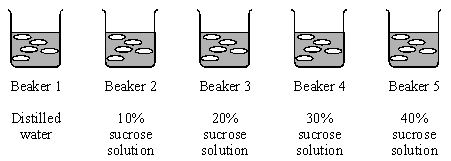 Beaker 1 Beaker 2 Beaker 3 Beaker 4 Beaker 5
Distilled 10% 20% 30% 40%
water sucrose sucrose sucrose sucrose
solution solution solution solution